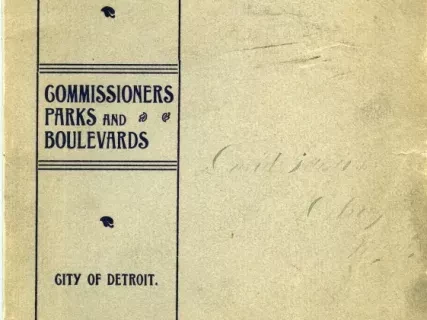 COMMISSIONERS
PARKS AND
BOULEVARDS
CITY OF DETROIT.